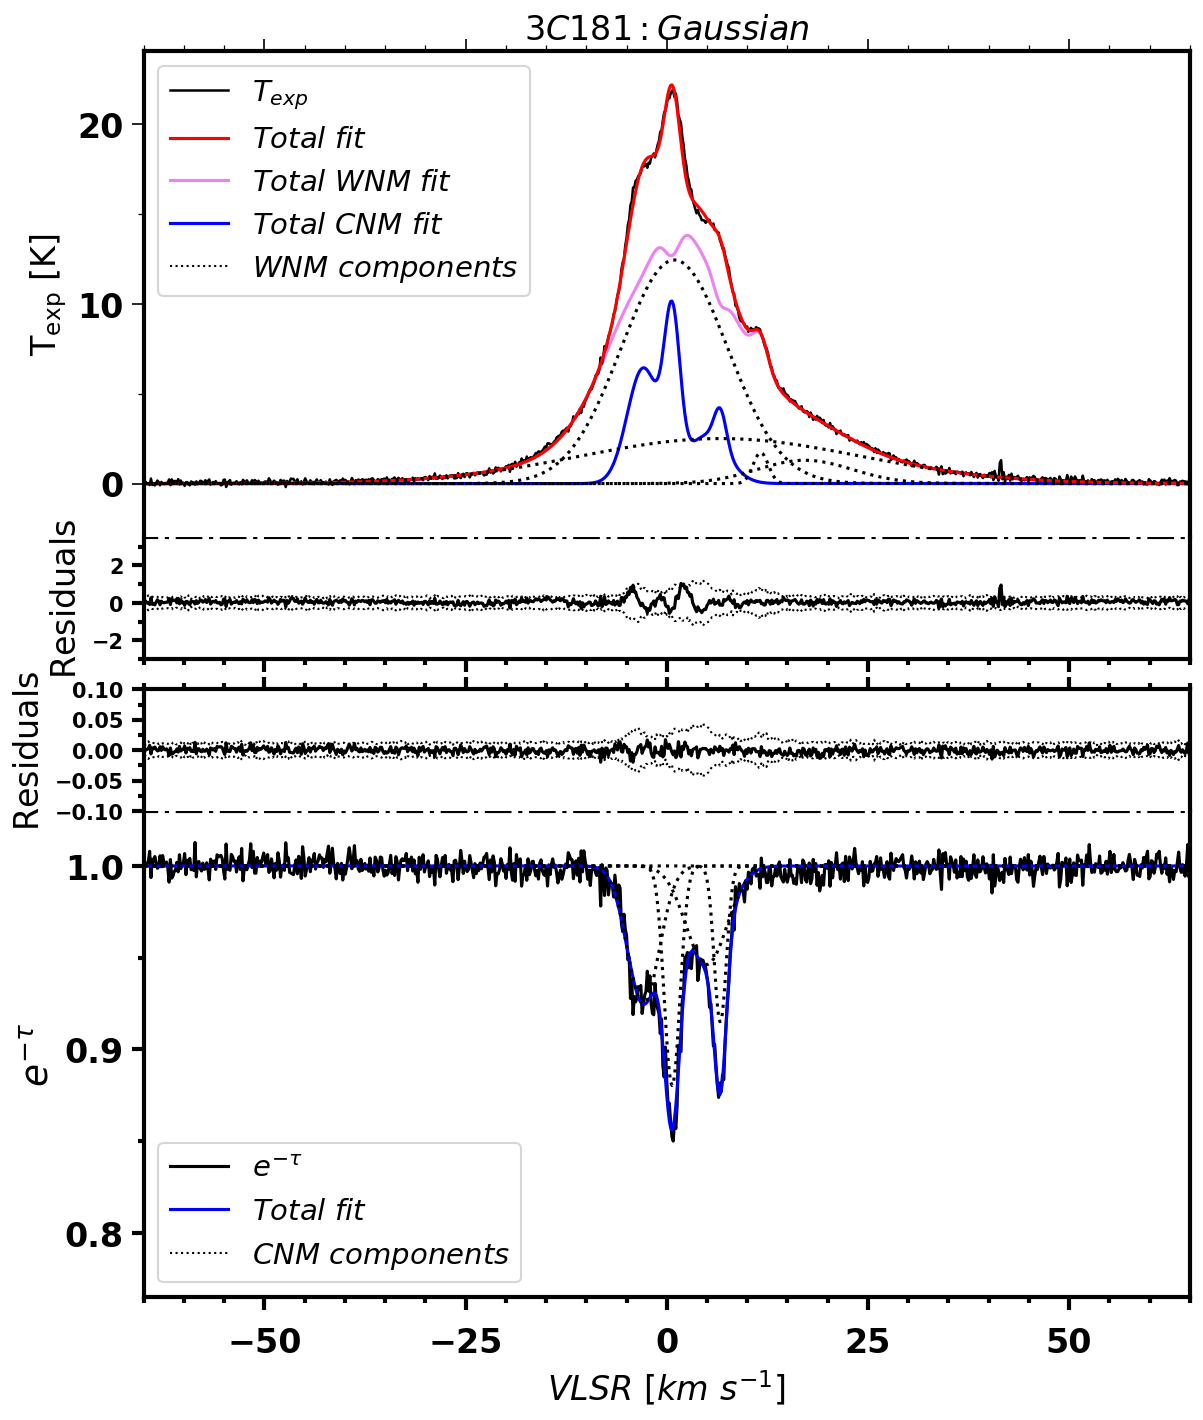 3C181 : Gaussian
T_exp
Total fit
Total WNM fit
Total CNM fit
WNM components
T_exp [K]
20
10
0
Residuals
2
0
−2
Residuals
0.10
0.05
0.00
−0.05
−0.10
e^−τ
1.0
0.9
0.8
e^−τ
Total fit
CNM components
−50 −25 0 25 50
VLSR [km s^−1]